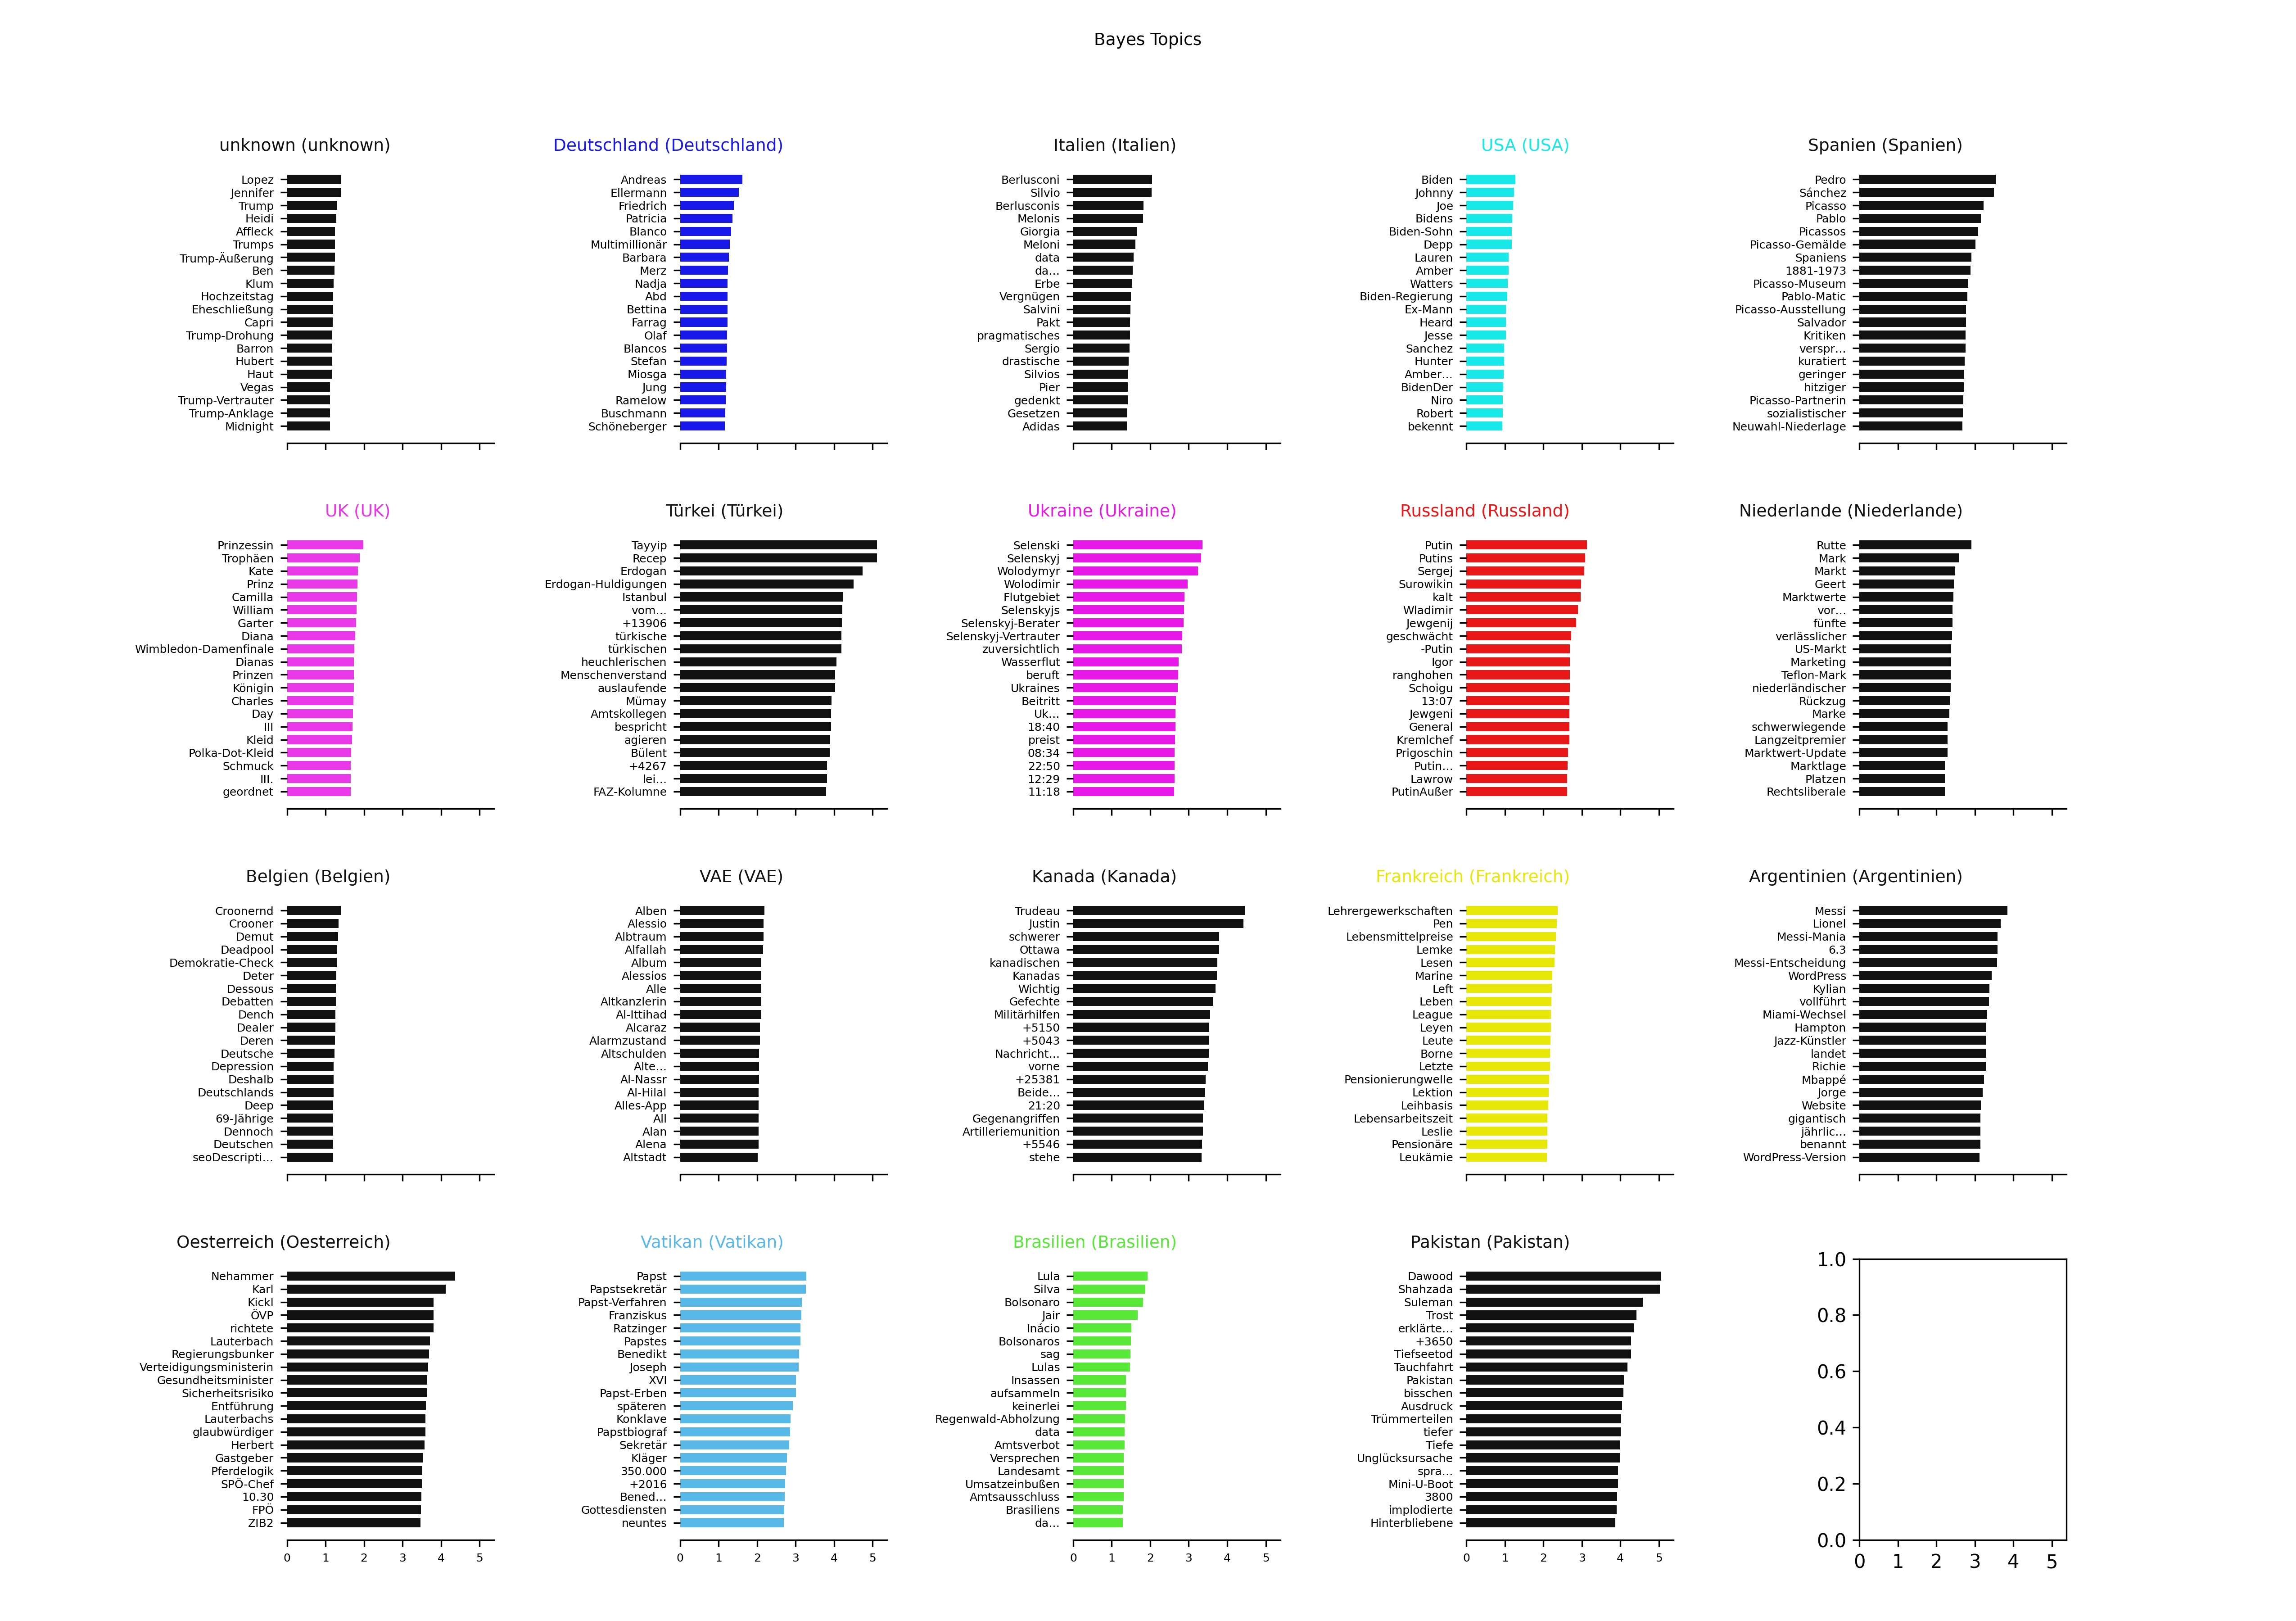 Bayes Topics
unknown (unknown)
Lopez
Jennifer
Trump
Heidi
Affleck
Trumps
Trump-Äußerung
Ben
Klum
Hochzeitstag
Eheschließung
Capri
Trump-Drohung
Barron
Hubert
Haut
Vegas
Trump-Vertrauter
Trump-Anklage
Midnight
Deutschland (Deutschland)
Andreas
Ellermann
Friedrich
Patricia
Blanco
Multimillionär
Barbara
Merz
Nadja
Abd
Bettina
Farrag
Olaf
Blancos
Stefan
Miosga
Jung
Ramelow
Buschmann
Schöneberger
Italien (Italien)
Berlusconi
Silvio
Berlusconis
Melonis
Giorgia
Meloni
data
da...
Erbe
Vergnügen
Salvini
Pakt
pragmatisches
Sergio
drastische
Silvios
Pier
gedenkt
Gesetzen
Adidas
USA (USA)
Biden
Johnny
Joe
Bidens
Biden-Sohn
Depp
Lauren
Amber
Watters
Biden-Regierung
Ex-Mann
Heard
Jesse
Sanchez
Hunter
Amber...
BidenDer
Niro
Robert
bekennt
Spanien (Spanien)
Pedro
Sánchez
Picasso
Pablo
Picassos
Picasso-Gemälde
Spaniens
1881-1973
Picasso-Museum
Pablo-Matic
Picasso-Ausstellung
Salvador
Kritiken
verspr...
kuratiert
geringer
hitziger
Picasso-Partnerin
sozialistischer
Neuwahl-Niederlage
UK (UK)
Prinzessin
Trophäen
Kate
Prinz
Camilla
William
Garter
Diana
Wimbledon-Damenfinale
Dianas
Prinzen
Königin
Charles
Day
III
Kleid
Polka-Dot-Kleid
Schmuck
III.
geordnet
Türkei (Türkei)
Tayyip
Recep
Erdogan
Erdogan-Huldigungen
Istanbul
vom...
+13906
türkische
türkischen
heuchlerischen
Menschenverstand
auslaufende
Mümay
Amtskollegen
bespricht
agieren
Bülent
+4267
lei...
FAZ-Kolumne
Ukraine (Ukraine)
Selenski
Selenskyj
Wolodymyr
Wolodimir
Flutgebiet
Selenskyjs
Selenskyj-Berater
Selenskyj-Vertrauter
zuversichtlich
Wasserflut
beruft
Ukraines
Beitritt
Uk...
18:40
preist
08:34
22:50
12:29
11:18
Russland (Russland)
Putin
Putins
Sergej
Surowikin
kalt
Wladimir
Jewgenij
geschwächt
-Putin
Igor
ranghohen
Schoigu
13:07
Jewgeni
General
Kremlchef
Prigoschin
Putin...
Lawrow
PutinAußer
Niederlande (Niederlande)
Rutte
Mark
Markt
Geert
Marktwerte
vor...
fünfte
verlässlicher
US-Markt
Marketing
Teflon-Mark
niederländischer
Rückzug
Marke
schwerwiegende
Langzeitpremier
Marktwert-Update
Marktlage
Platzen
Rechtsliberale
Belgien (Belgien)
Croonernd
Crooner
Demut
Deadpool
Demokratie-Check
Deter
Dessous
Debatten
Dench
Dealer
Deren
Deutsche
Depression
Deshalb
Deutschlands
Deep
69-Jährige
Dennoch
Deutschen
seoDescripti...
VAE (VAE)
Alben
Alessio
Albtraum
Alfallah
Album
Alessios
Alle
Altkanzlerin
Al-Ittihad
Alcaraz
Alarmzustand
Altschulden
Alte...
Al-Nassr
Al-Hilal
Alles-App
All
Alan
Alena
Altstadt
Kanada (Kanada)
Trudeau
Justin
schwerer
Ottawa
kanadischen
Kanadas
Wichtig
Gefechte
Militärhilfen
+5150
+5043
Nachricht...
vorne
+25381
Beide...
21:20
Gegenangriffen
Artilleriemunition
+5546
stehe
Frankreich (Frankreich)
Lehrergewerkschaften
Pen
Lebensmittelpreise
Lemke
Lesen
Marine
Left
Leben
League
Leyen
Leute
Borne
Letzte
Pensionierungwelle
Lektion
Leihbasis
Lebensarbeitszeit
Leslie
Pensionäre
Leukämie
Argentinien (Argentinien)
Messi
Lionel
Messi-Mania
6.3
Messi-Entscheidung
WordPress
Kylian
vollführt
Miami-Wechsel
Hampton
Jazz-Künstler
landet
Richie
Mbappé
Jorge
Website
gigantisch
jährlic...
benannt
WordPress-Version
Oesterreich (Oesterreich)
Nehammer
Karl
Kickl
ÖVP
richtete
Lauterbach
Regierungsbunker
Verteidigungsministerin
Gesundheitsminister
Sicherheitsrisiko
Entführung
Lauterbachs
glaubwürdiger
Herbert
Gastgeber
Pferdelogik
SPÖ-Chef
10.30
FPÖ
ZIB2
0 1 2 3 4 5
Vatikan (Vatikan)
Papst
Papstsekretär
Papst-Verfahren
Franziskus
Ratzinger
Papstes
Benedikt
Joseph
XVI
Papst-Erben
späteren
Konklave
Papstbiograf
Sekretär
Kläger
350.000
+2016
Bened...
Gottesdiensten
neuntes
0 1 2 3 4 5
Brasilien (Brasilien)
Lula
Silva
Bolsonaro
Jair
Inácio
Bolsonaros
sag
Lulas
Insassen
aufsammeln
keinerlei
Regenwald-Abholzung
data
Amtsverbot
Versprechen
Landesamt
Umsatzeinbußen
Amtsausschluss
Brasiliens
da...
0 1 2 3 4 5
Pakistan (Pakistan)
Dawood
Shahzada
Suleman
Trost
erklärte...
+3650
Tiefseetod
Tauchfahrt
Pakistan
bisschen
Ausdruck
Trümmerteilen
tiefer
Tiefe
Unglücksursache
spra...
Mini-U-Boot
3800
implodierte
Hinterbliebene
0 1 2 3 4 5
1.0
0.8
0.6
0.4
0.2
0.0
0 1 2 3 4 5